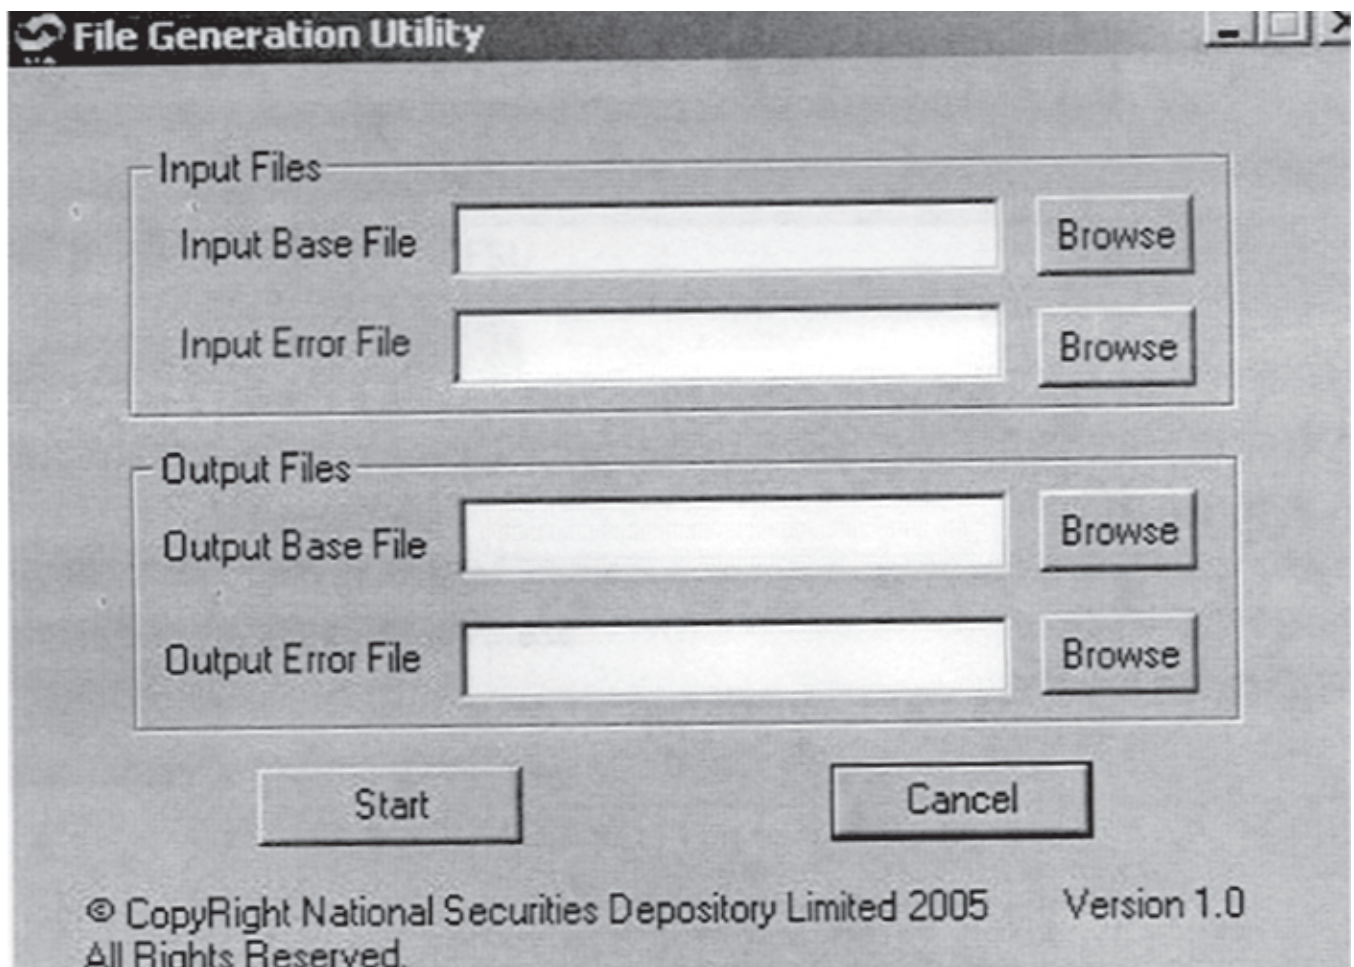 File Generation Utility
Input Files
Input Base File Browse
Input Error File Browse
Output Files
Output Base File Browse
Output Error File Browse
Start Cancel
© CopyRight National Securities Depository Limited 2005 Version 1.0
All Rights Reserved.